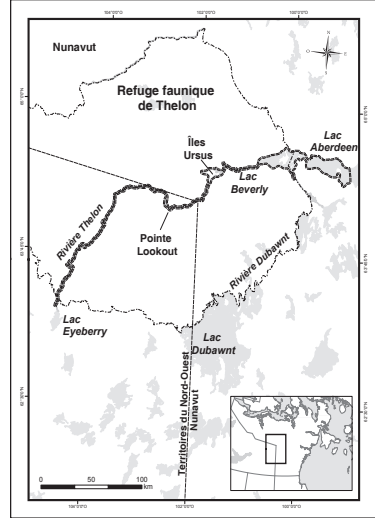 Nunavut
Refuge faunique
de Thelon
Îles
Ursus
Lac
Aberdeen
Lac
Beverly
Rivière Thelon
Pointe
Lookout
Rivière Dubawnt
Lac
Eyeberry
Lac
Dubawnt
Territoires du Nord-Ouest
Nunavut
0 50 100
km